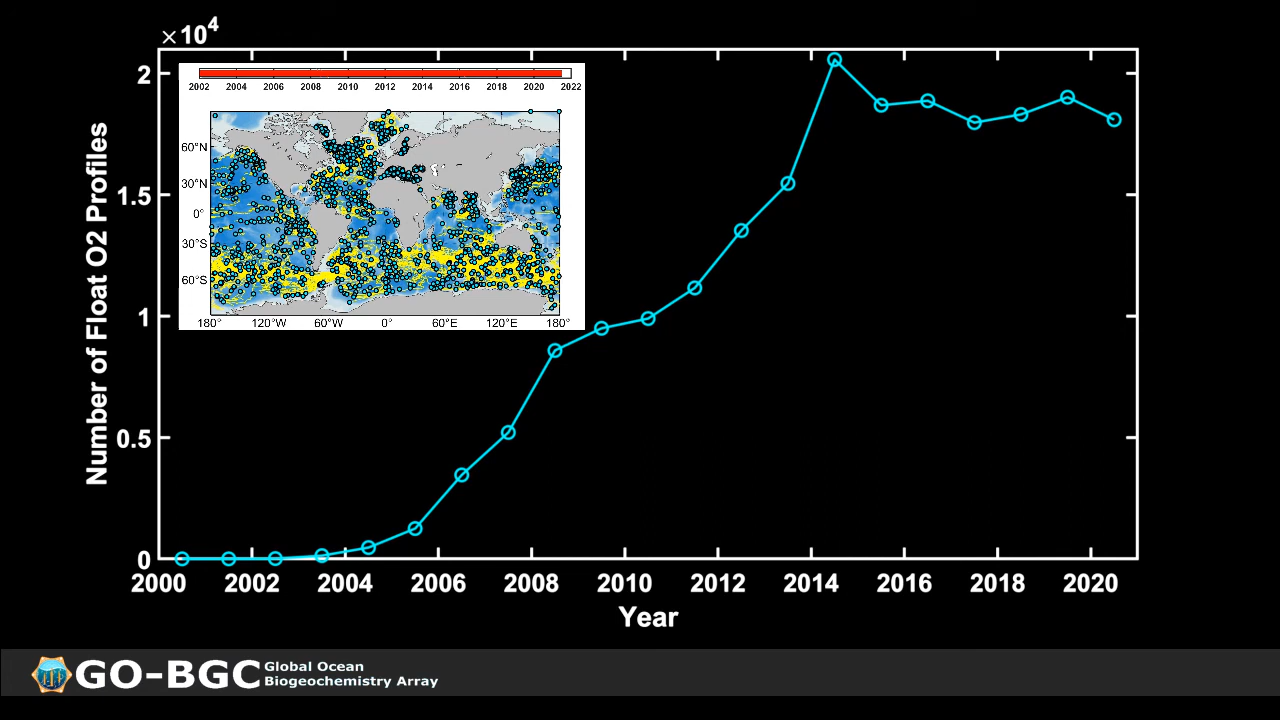 ×10⁴
2
1.5
1
0.5
0
Number of Float O2 Profiles
2000 2002 2004 2006 2008 2010 2012 2014 2016 2018 2020
Year
2002 2004 2006 2008 2010 2012 2014 2016 2018 2020 2022
60°N
30°N
0°
30°S
60°S
180° 120°W 60°W 0° 60°E 120°E 180°
GO-BGC
Global Ocean
Biogeochemistry Array